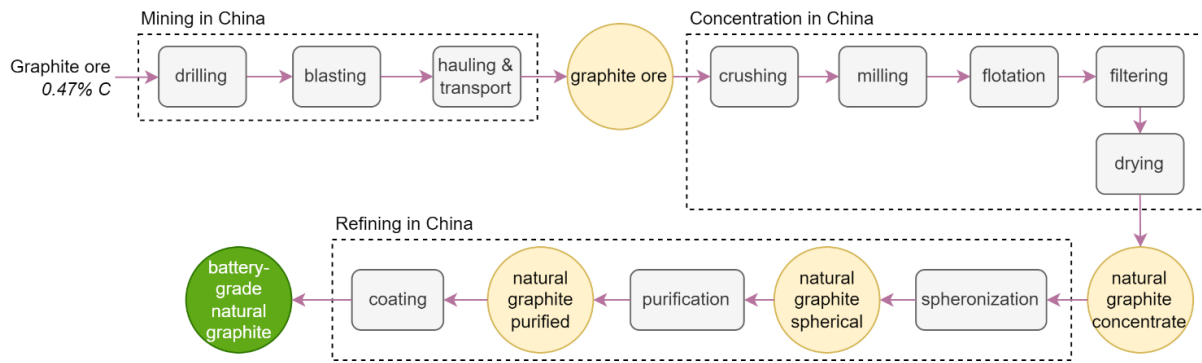 Mining in China
Concentration in China
Graphite ore
0.47% C
drilling
blasting
hauling &
transport
graphite ore
crushing
milling
flotation
filtering
drying
Refining in China
natural
graphite
concentrate
spheronization
natural
graphite
spherical
purification
natural
graphite
purified
coating
battery-
grade
natural
graphite